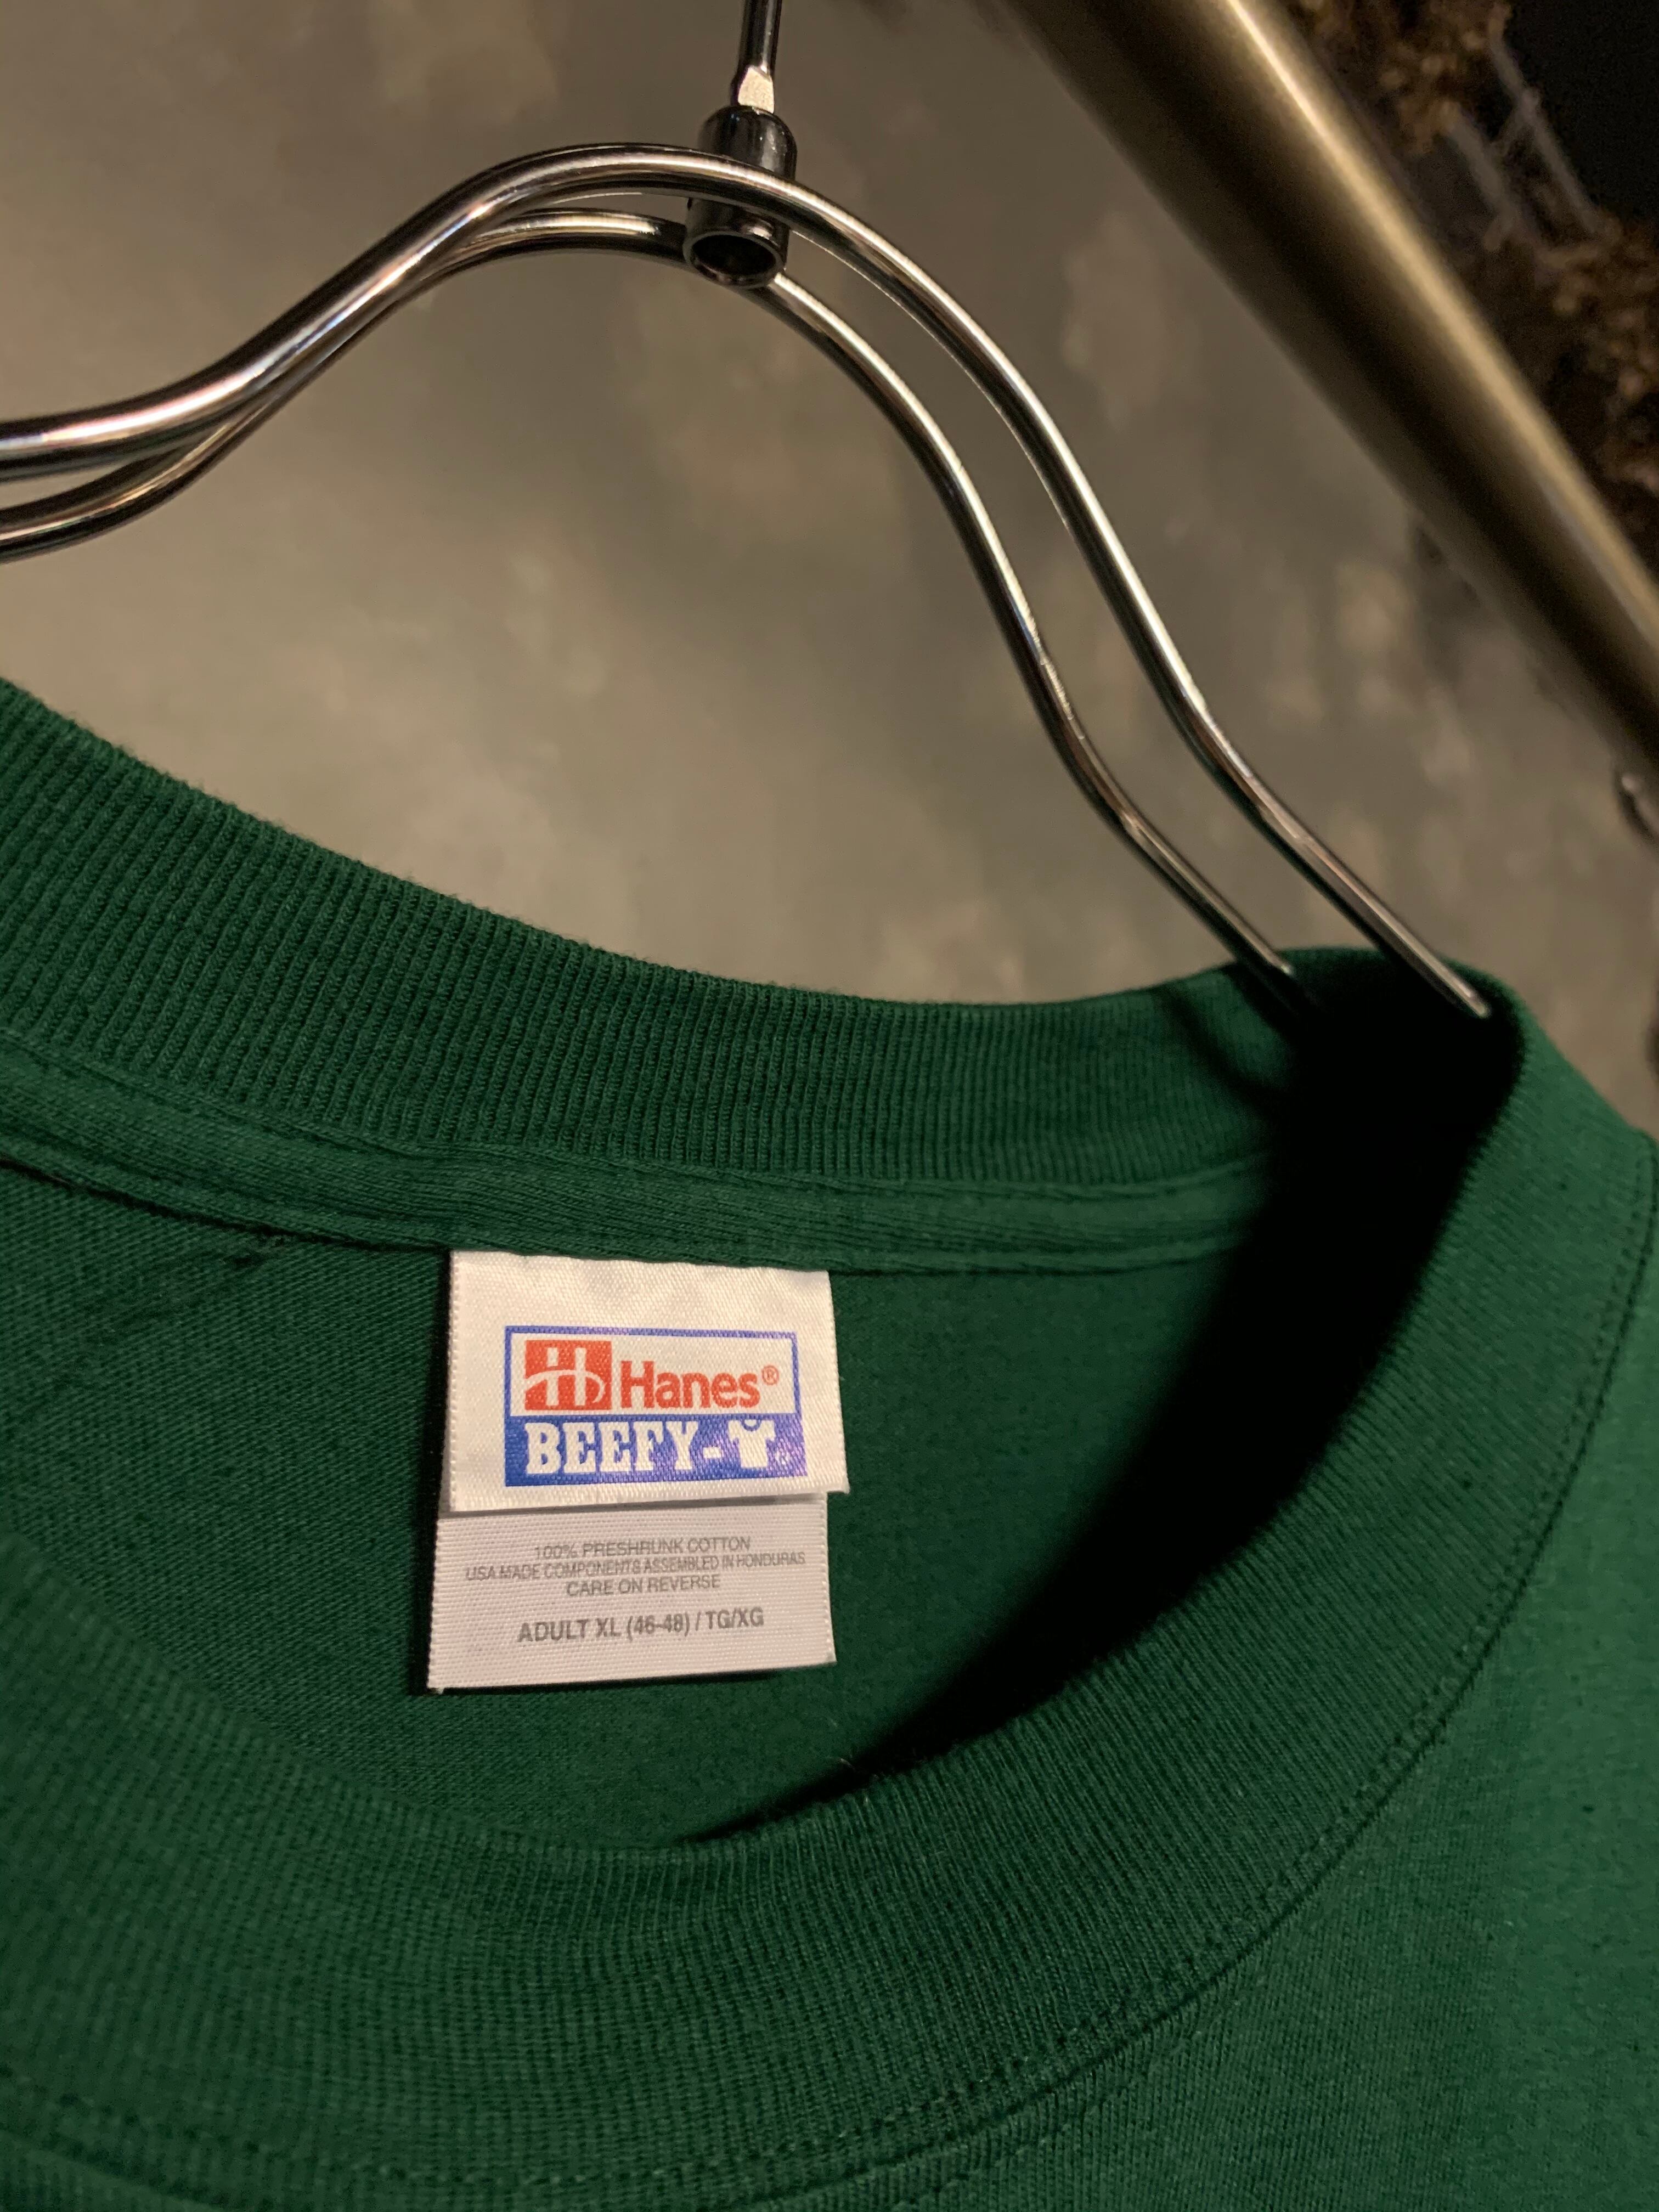 Hanes®
BEEFY-T®
100% PRESHRUNK COTTON
USA MADE COMPONENTS ASSEMBLED IN HONDURAS
CARE ON REVERSE
ADULT XL (46-48) / TG/XG